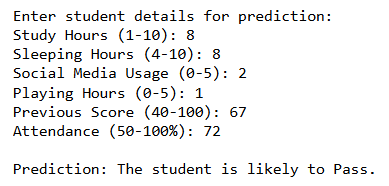 Enter student details for prediction:
Study Hours (1-10): 8
Sleeping Hours (4-10): 8
Social Media Usage (0-5): 2
Playing Hours (0-5): 1
Previous Score (40-100): 67
Attendance (50-100%): 72
Prediction: The student is likely to Pass.